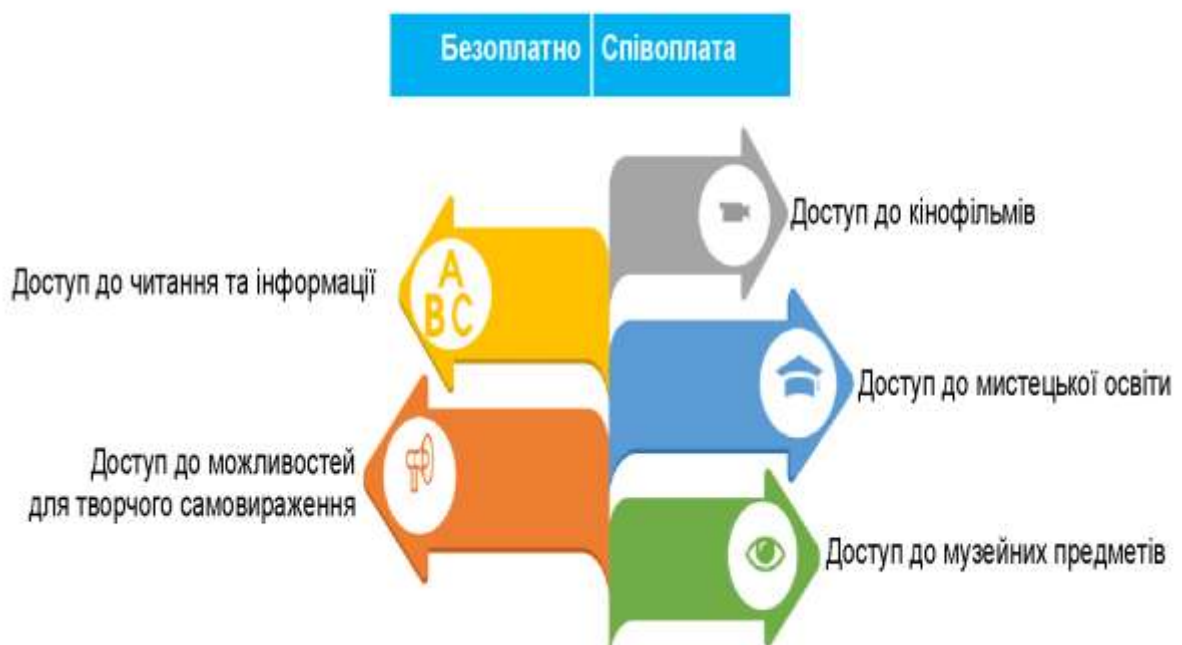 Безоплатно Співоплата
Доступ до кінофільмів
Доступ до читання та інформації
A
B C
Доступ до мистецької освіти
Доступ до можливостей
для творчого самовираження
Доступ до музейних предметів